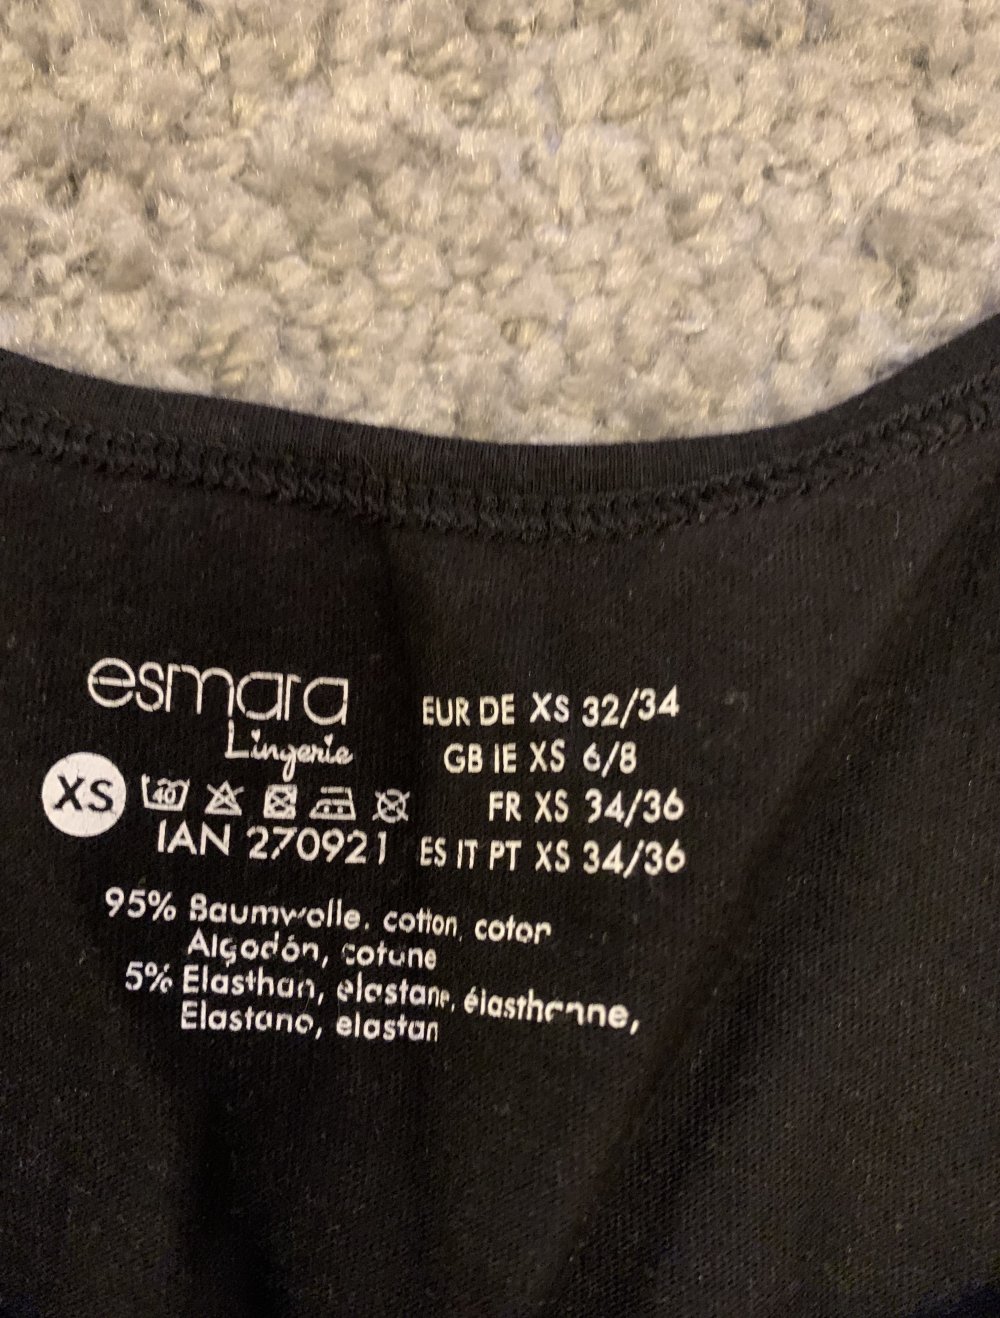 esmara
Lingerie
XS
40
IAN 270921
EUR DE XS 32/34
GB IE XS 6/8
FR XS 34/36
ES IT PT XS 34/36
95% Baumwolle, cotton, coton
Algodón, cotone
5% Elasthan, elastane, élasthanne,
Elastano, elastan